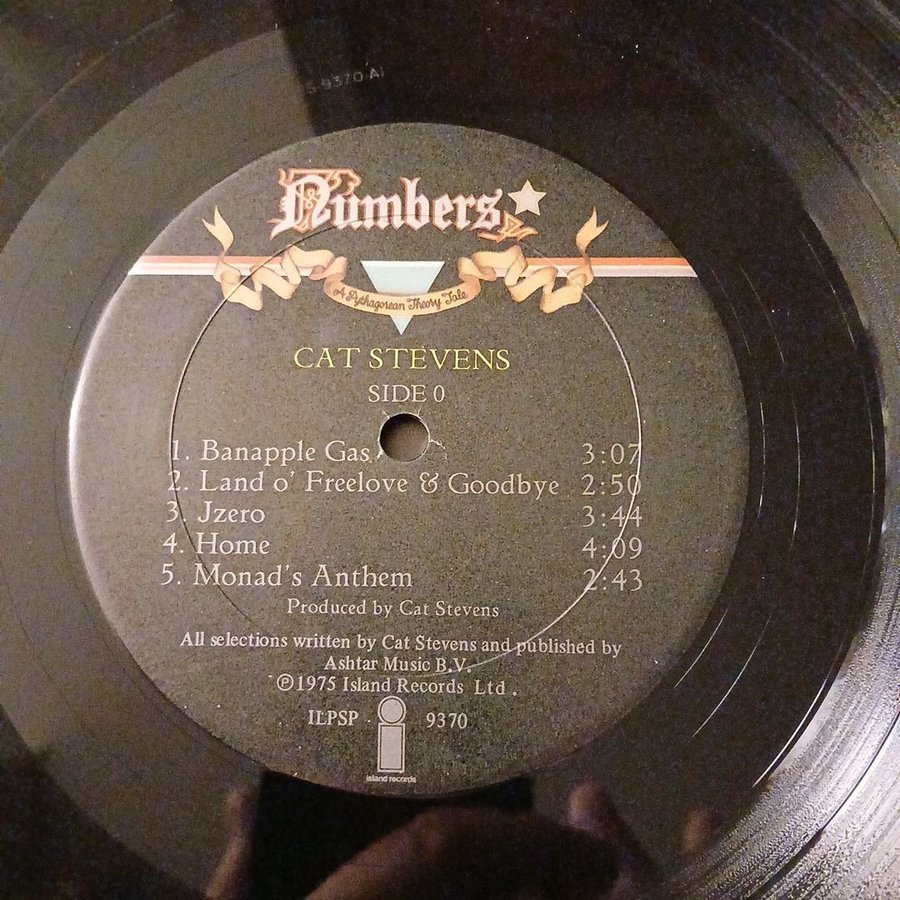 S 9370 A1
Numbers
A Pythagorean Theory Tale
CAT STEVENS
SIDE 0
1. Banapple Gas 3:07
2. Land o' Freelove & Goodbye 2:50
3. Jzero 3:44
4. Home 4:09
5. Monad's Anthem 2:43
Produced by Cat Stevens
All selections written by Cat Stevens and published by
Ashtar Music B.V.
Ⓟ1975 Island Records Ltd.
ILPSP 9370
island records